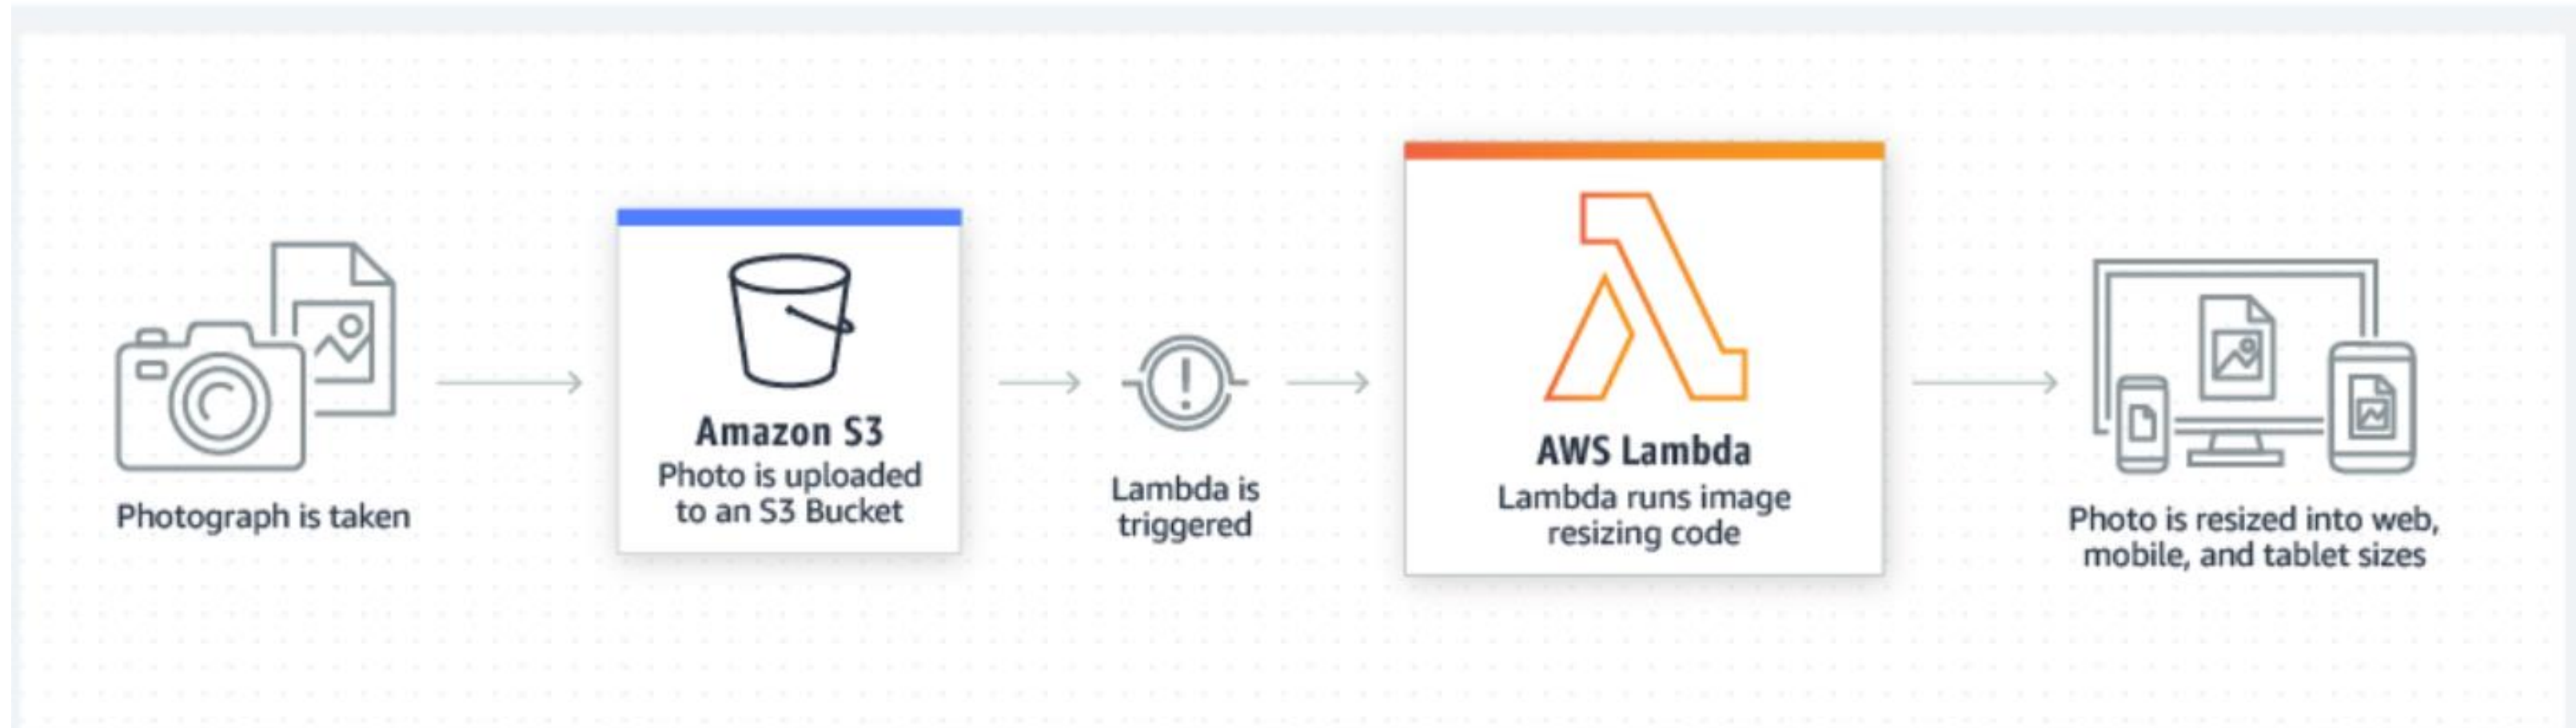 Photograph is taken
Amazon S3
Photo is uploaded
to an S3 Bucket
Lambda is
triggered
AWS Lambda
Lambda runs image
resizing code
Photo is resized into web,
mobile, and tablet sizes